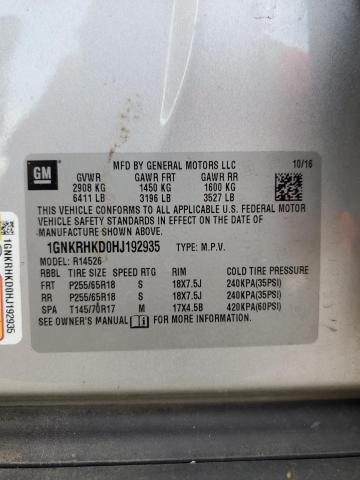 GM
MFD BY GENERAL MOTORS LLC 10/16
GVWR GAWR FRT GAWR RR
2908 KG 1450 KG 1600 KG
6411 LB 3196 LB 3527 LB
THIS VEHICLE CONFORMS TO ALL APPLICABLE U.S. FEDERAL MOTOR
VEHICLE SAFETY STANDARDS IN EFFECT ON THE DATE OF
MANUFACTURE SHOWN ABOVE.
1GNKRHKD0HJ192935 TYPE: M.P.V.
MODEL: R14526
RBBL TIRE SIZE SPEED RTG RIM COLD TIRE PRESSURE
FRT P255/65R18 S 18X7.5J 240KPA(35PSI)
RR P255/65R18 S 18X7.5J 240KPA(35PSI)
SPA T145/70R17 M 17X4.5B 420KPA(60PSI)
SEE OWNER'S MANUAL FOR MORE INFORMATION.
1GNKRHKD0HJ192935